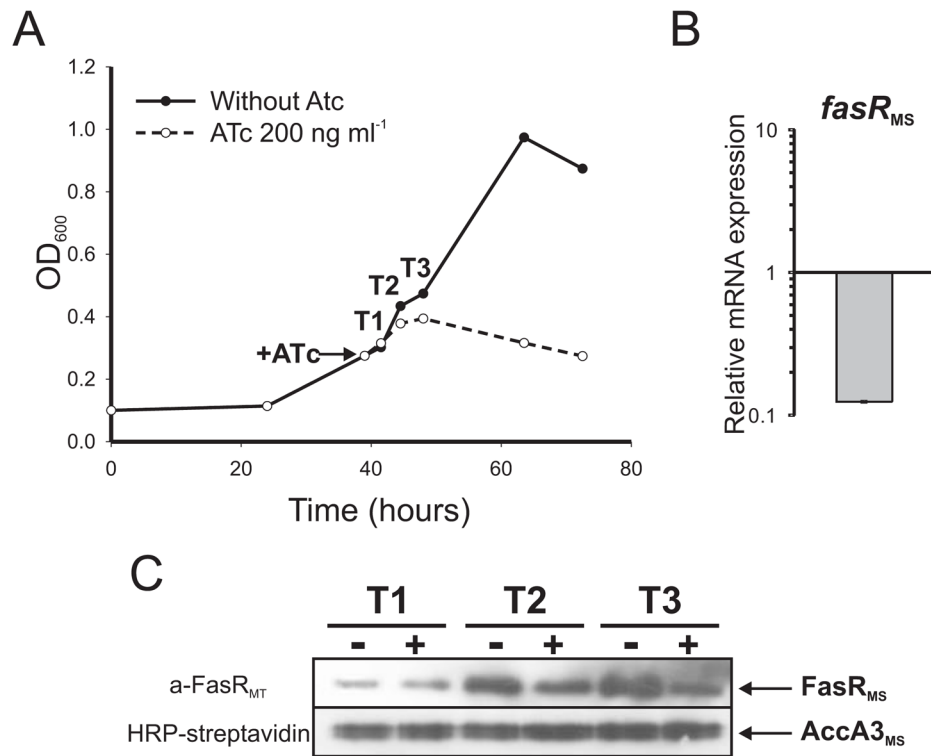 A
1.2
1.0
0.8
0.6
0.4
0.2
0.0
OD600
Without Atc
ATc 200 ng ml-1
T1
T2
T3
+ATc
0
20
40
60
80
Time (hours)
B
fasRMS
Relative mRNA expression
10
1
0.1
C
T1 T2 T3
- + - + - +
a-FasRMT
FasRMS
HRP-streptavidin
AccA3MS